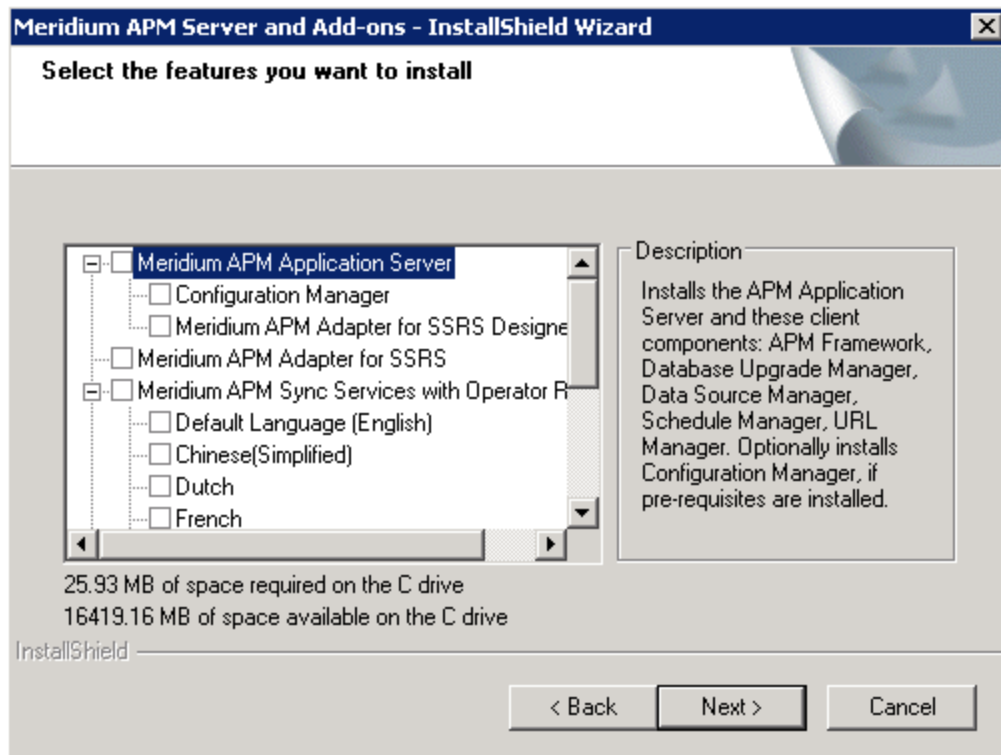 Meridium APM Server and Add-ons - InstallShield Wizard
Select the features you want to install
Meridium APM Application Server
Configuration Manager
Meridium APM Adapter for SSRS Designe
Meridium APM Adapter for SSRS
Meridium APM Sync Services with Operator R
Default Language (English)
Chinese(Simplified)
Dutch
French
Description
Installs the APM Application
Server and these client
components: APM Framework,
Database Upgrade Manager,
Data Source Manager,
Schedule Manager, URL
Manager. Optionally installs
Configuration Manager, if
pre-requisites are installed.
25.93 MB of space required on the C drive
16419.16 MB of space available on the C drive
InstallShield
< Back
Next >
Cancel